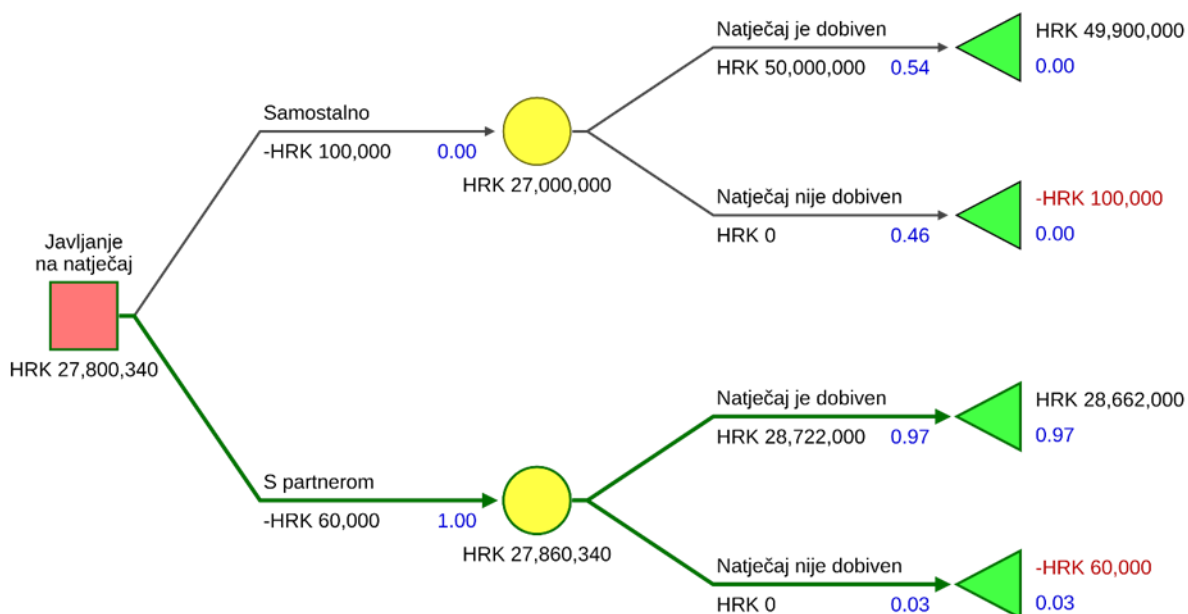 Natječaj je dobiven
HRK 50,000,000 0.54
HRK 49,900,000
0.00
Samostalno
-HRK 100,000 0.00
HRK 27,000,000
Natječaj nije dobiven
HRK 0 0.46
-HRK 100,000
0.00
Javljanje
na natječaj
HRK 27,800,340
Natječaj je dobiven
HRK 28,722,000 0.97
HRK 28,662,000
0.97
S partnerom
-HRK 60,000 1.00
HRK 27,860,340
Natječaj nije dobiven
HRK 0 0.03
-HRK 60,000
0.03